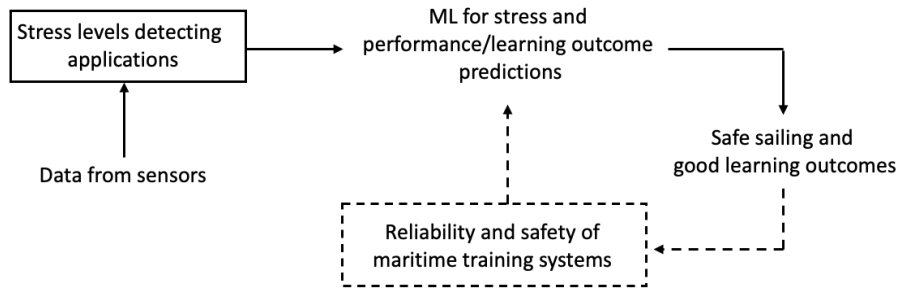 Stress levels detecting
applications
ML for stress and
performance/learning outcome
predictions
Data from sensors
Safe sailing and
good learning outcomes
Reliability and safety of
maritime training systems